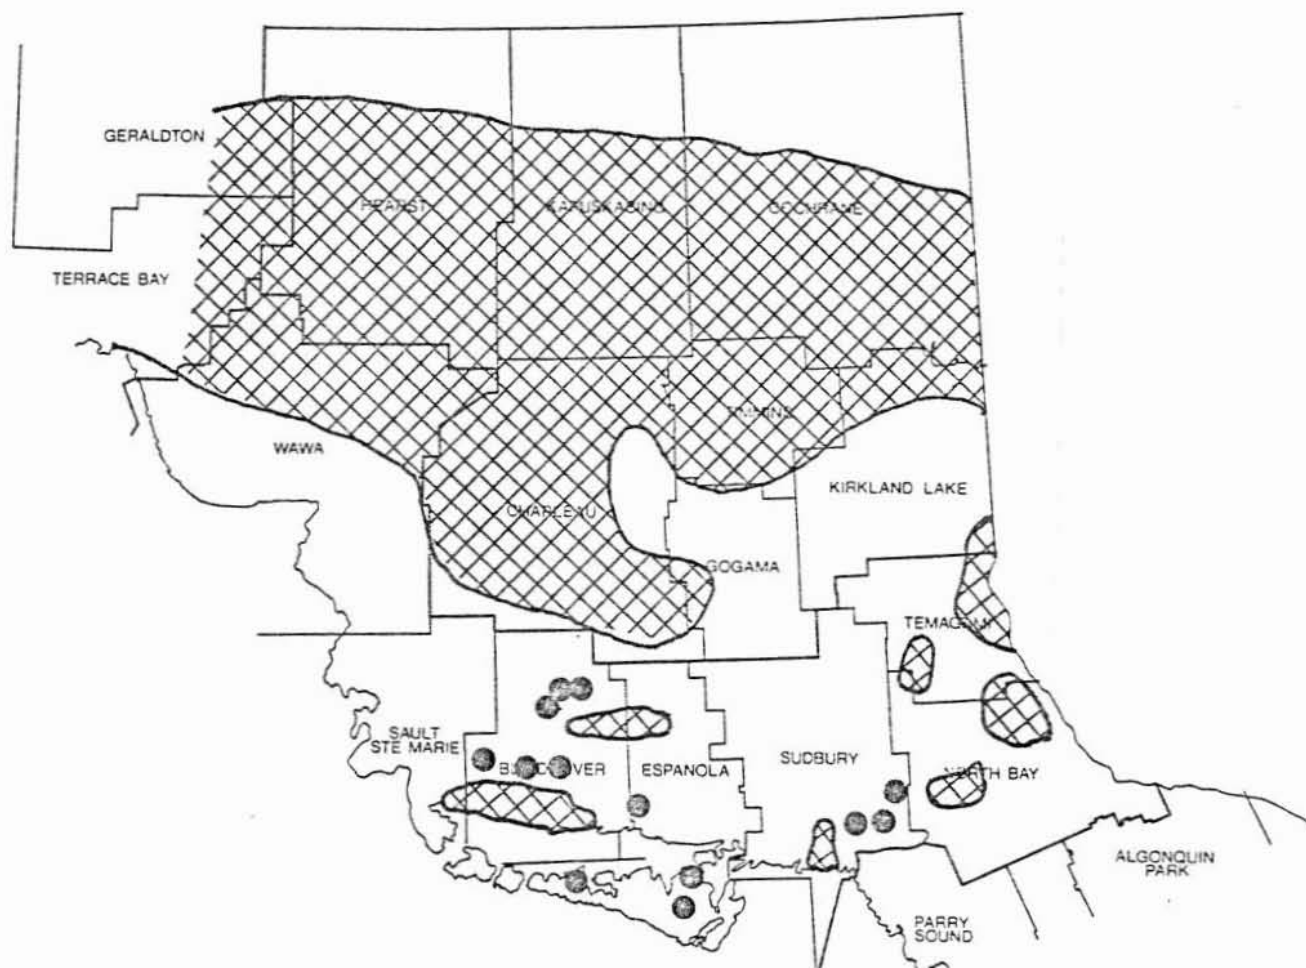 GERALDTON
HEARST
KAPUSKASING
COCHRANE
TERRACE BAY
TIMMINS
WAWA
KIRKLAND LAKE
CHAPLEAU
GOGAMA
TEMAGAMI
SAULT
STE MARIE
SUDBURY
ESPANOLA
NORTH BAY
ALGONQUIN
PARK
PARRY
SOUND